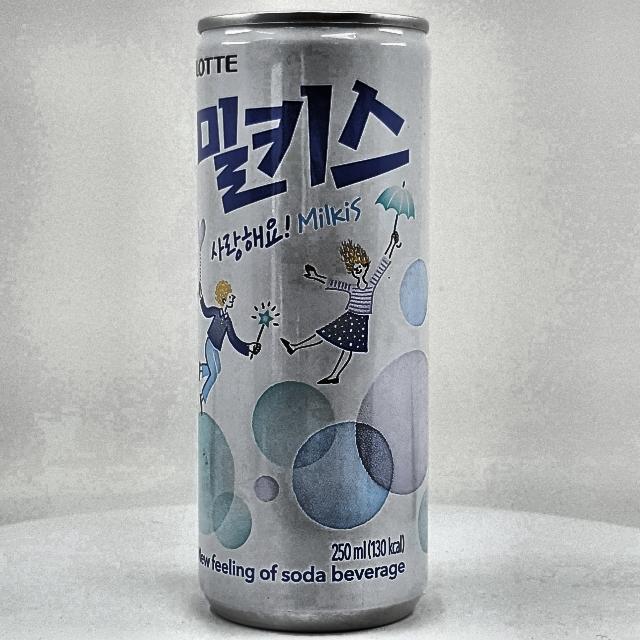 LOTTE
밀키스
사랑해요! Milkis
250 ml (130 kcal)
New feeling of soda beverage